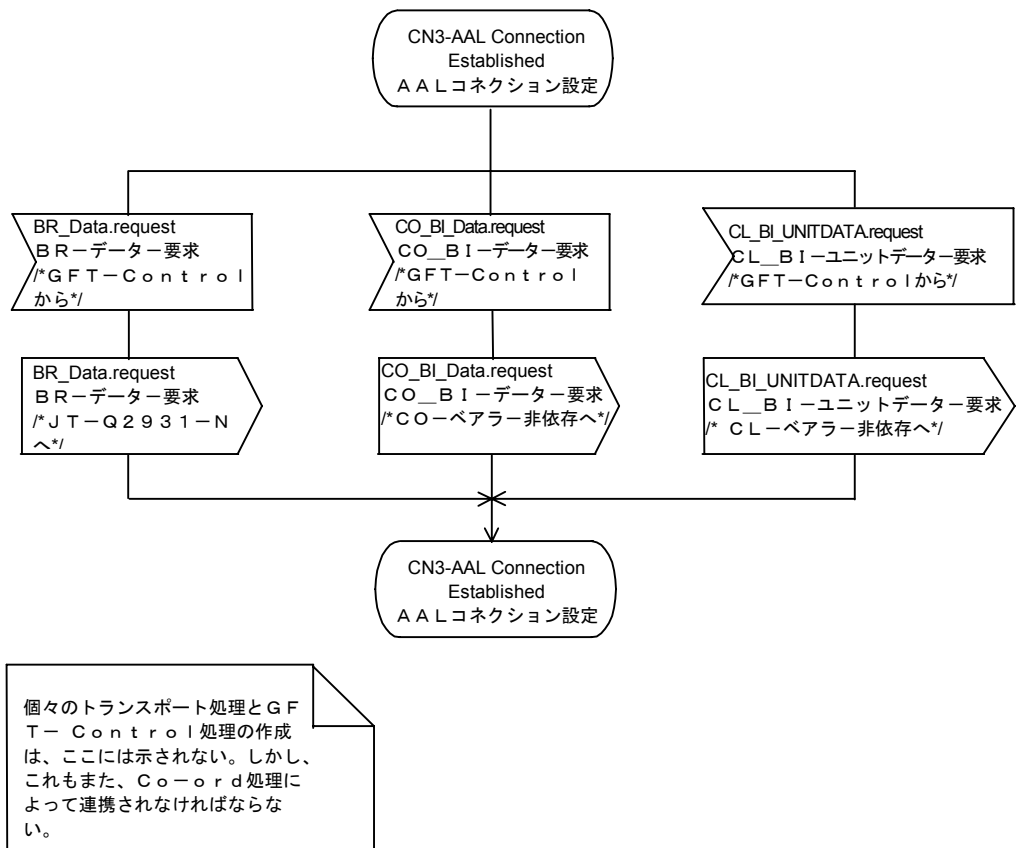 CN3-AAL Connection
Established
ＡＡＬコネクション設定
BR_Data.request
ＢＲ－データー要求
/*ＧＦＴ－Ｃｏｎｔｒｏｌ
から*/
CO_BI_Data.request
ＣＯ＿ＢＩ－データー要求
/*ＧＦＴ－Ｃｏｎｔｒｏｌ
から*/
CL_BI_UNITDATA.request
ＣＬ＿ＢＩ－ユニットデーター要求
/*ＧＦＴ－Ｃｏｎｔｒｏｌから*/
BR_Data.request
ＢＲ－データー要求
/*ＪＴ－Ｑ２９３１－Ｎ
へ*/
CO_BI_Data.request
ＣＯ＿ＢＩ－データー要求
/*ＣＯ－ベアラー非依存へ*/
CL_BI_UNITDATA.request
ＣＬ＿ＢＩ－ユニットデーター要求
/* ＣＬ－ベアラー非依存へ*/
CN3-AAL Connection
Established
ＡＡＬコネクション設定
個々のトランスポート処理とＧＦ
Ｔ－ Ｃｏｎｔｒｏｌ処理の作成
は、ここには示されない。しかし、
これもまた、Ｃｏ－ｏｒｄ処理に
よって連携されなければならな
い。